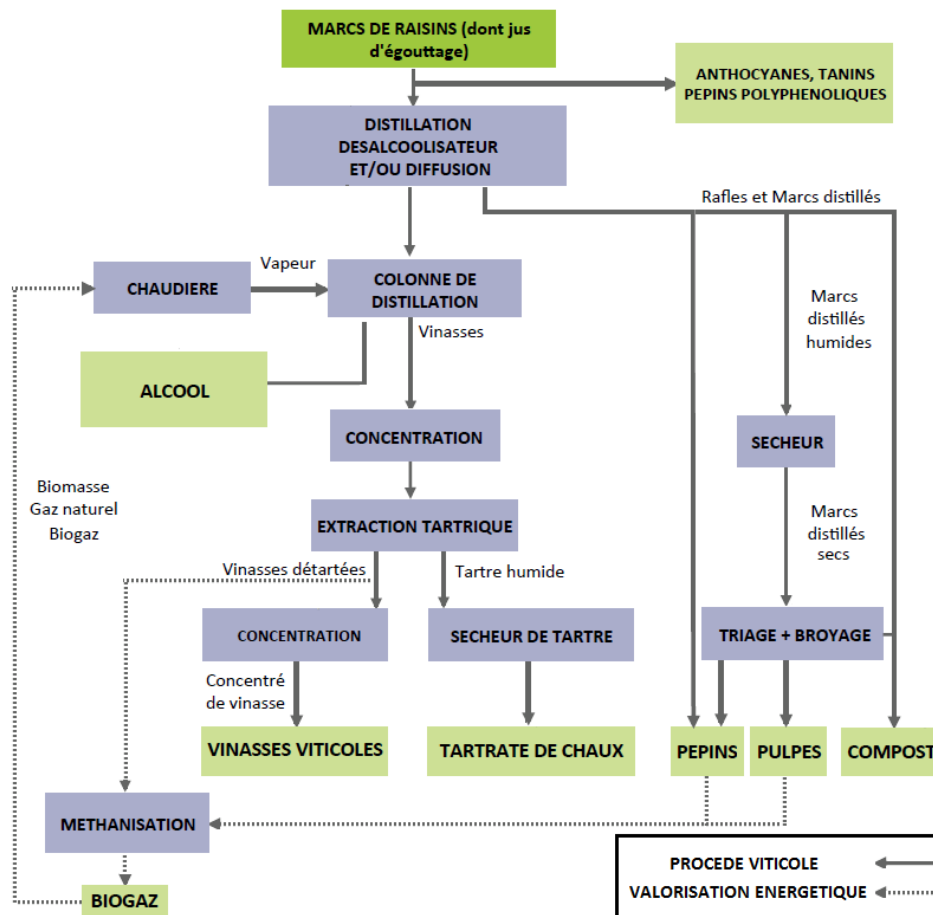 MARCS DE RAISINS (dont jus
d'égouttage)
ANTHOCYANES, TANINS
PEPINS POLYPHENOLIQUES
DISTILLATION
DESALCOOLISATEUR
ET/OU DIFFUSION
Rafles et Marcs distillés
Vapeur
CHAUDIERE
COLONNE DE
DISTILLATION
Marcs
distillés
humides
Vinasses
ALCOOL
CONCENTRATION
SECHEUR
Biomasse
Gaz naturel
Biogaz
EXTRACTION TARTRIQUE
Marcs
distillés
secs
Vinasses détartées
Tartre humide
CONCENTRATION
SECHEUR DE TARTRE
TRIAGE + BROYAGE
Concentré
de vinasse
VINASSES VITICOLES
TARTRATE DE CHAUX
PEPINS
PULPES
COMPOST
METHANISATION
PROCEDE VITICOLE
VALORISATION ENERGETIQUE
BIOGAZ